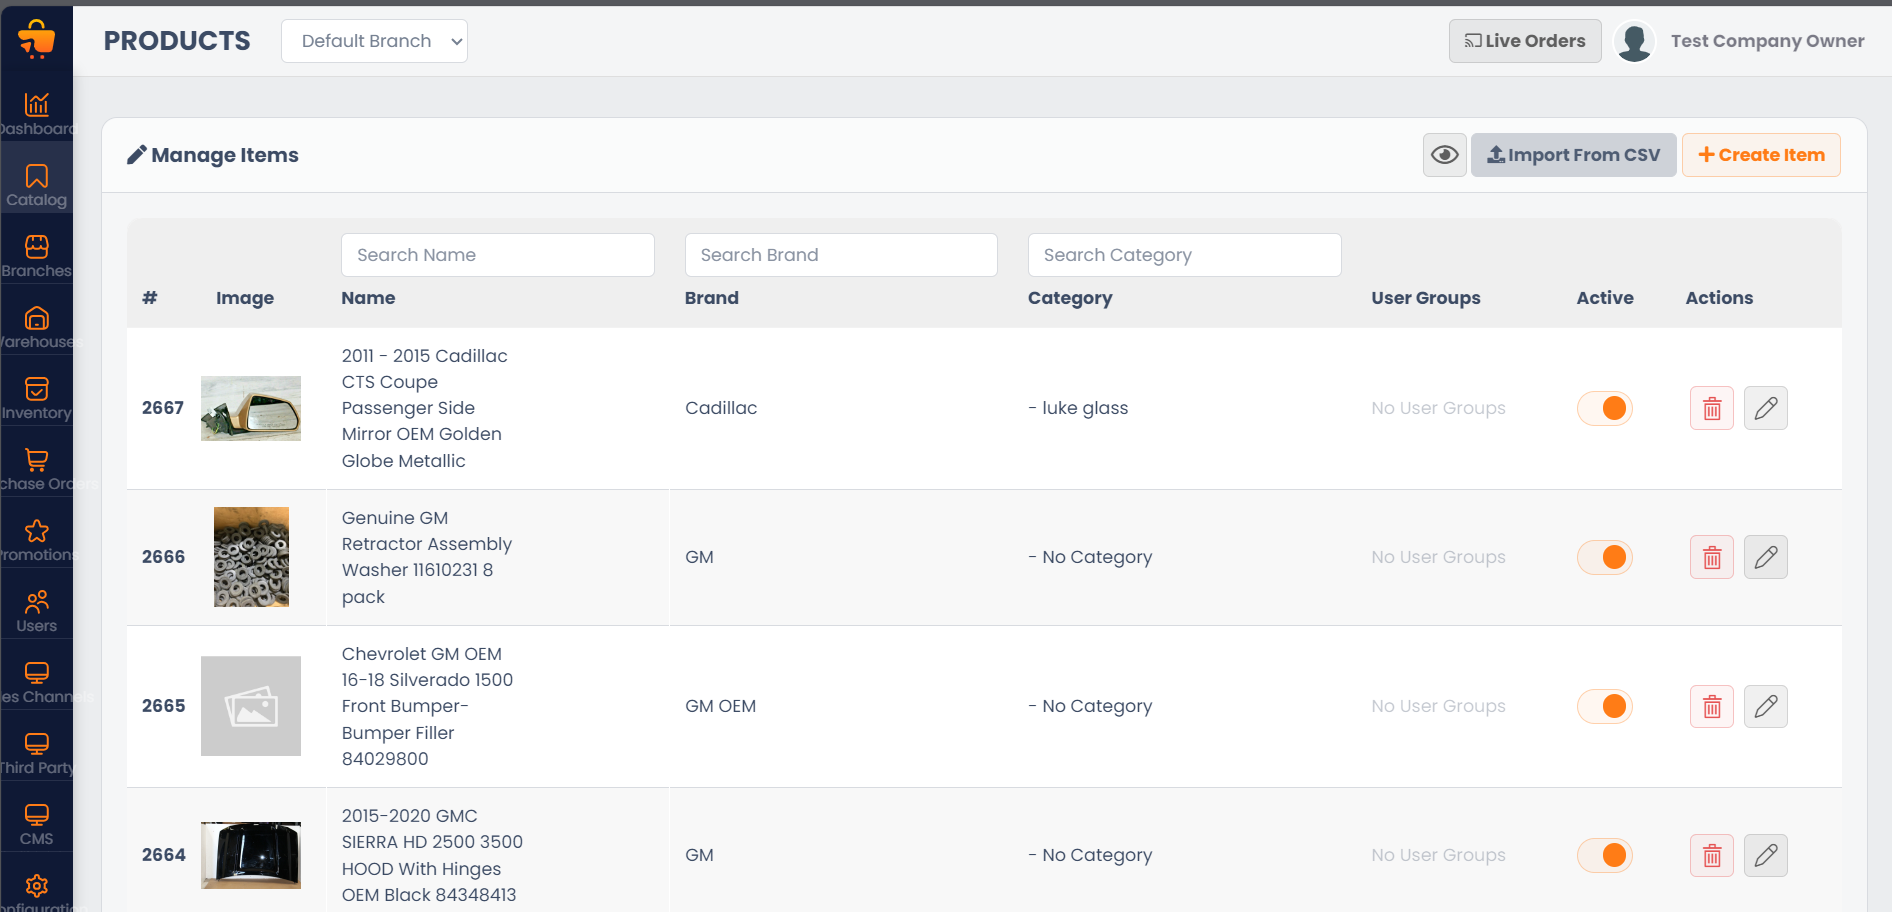 PRODUCTS
Default Branch
Live Orders
Test Company Owner
Dashboard
Catalog
Branches
Warehouses
Inventory
chase Orders
Promotions
Users
es Channels
Third Party
CMS
onfiguration
Manage Items
Import From CSV
+ Create Item
Search Name
Search Brand
Search Category
# Image Name Brand Category User Groups Active Actions
2667
2011 - 2015 Cadillac
CTS Coupe
Passenger Side
Mirror OEM Golden
Globe Metallic
Cadillac
- luke glass
No User Groups
2666
Genuine GM
Retractor Assembly
Washer 11610231 8
pack
GM
- No Category
No User Groups
2665
Chevrolet GM OEM
16-18 Silverado 1500
Front Bumper-
Bumper Filler
84029800
GM OEM
- No Category
No User Groups
2664
2015-2020 GMC
SIERRA HD 2500 3500
HOOD With Hinges
OEM Black 84348413
GM
- No Category
No User Groups